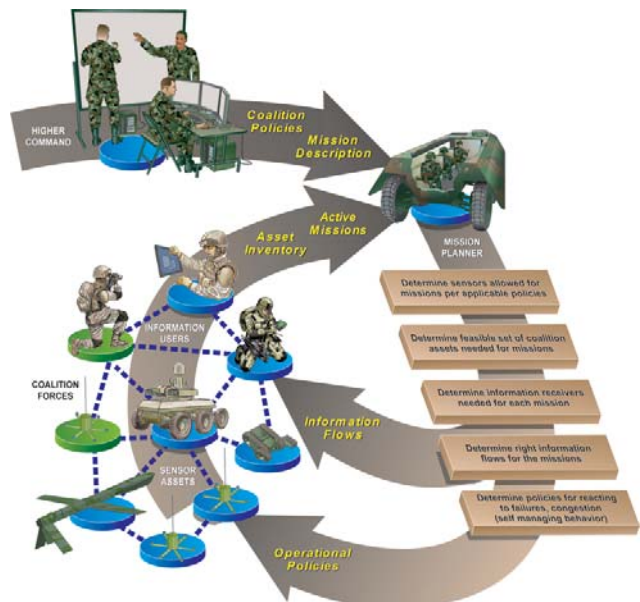 HIGHER
COMMAND
Coalition
Policies
Mission
Description
Active
Missions
Asset
Inventory
MISSION
PLANNER
Determine sensors allowed for
missions per applicable policies
Determine feasible set of coalition
assets needed for missions
Determine information receivers
needed for each mission
Determine right information
flows for the missions
Determine policies for reacting
to failures, congestion
(self managing behavior)
INFORMATION
USERS
COALITION
FORCES
SENSOR
ASSETS
Information
Flows
Operational
Policies